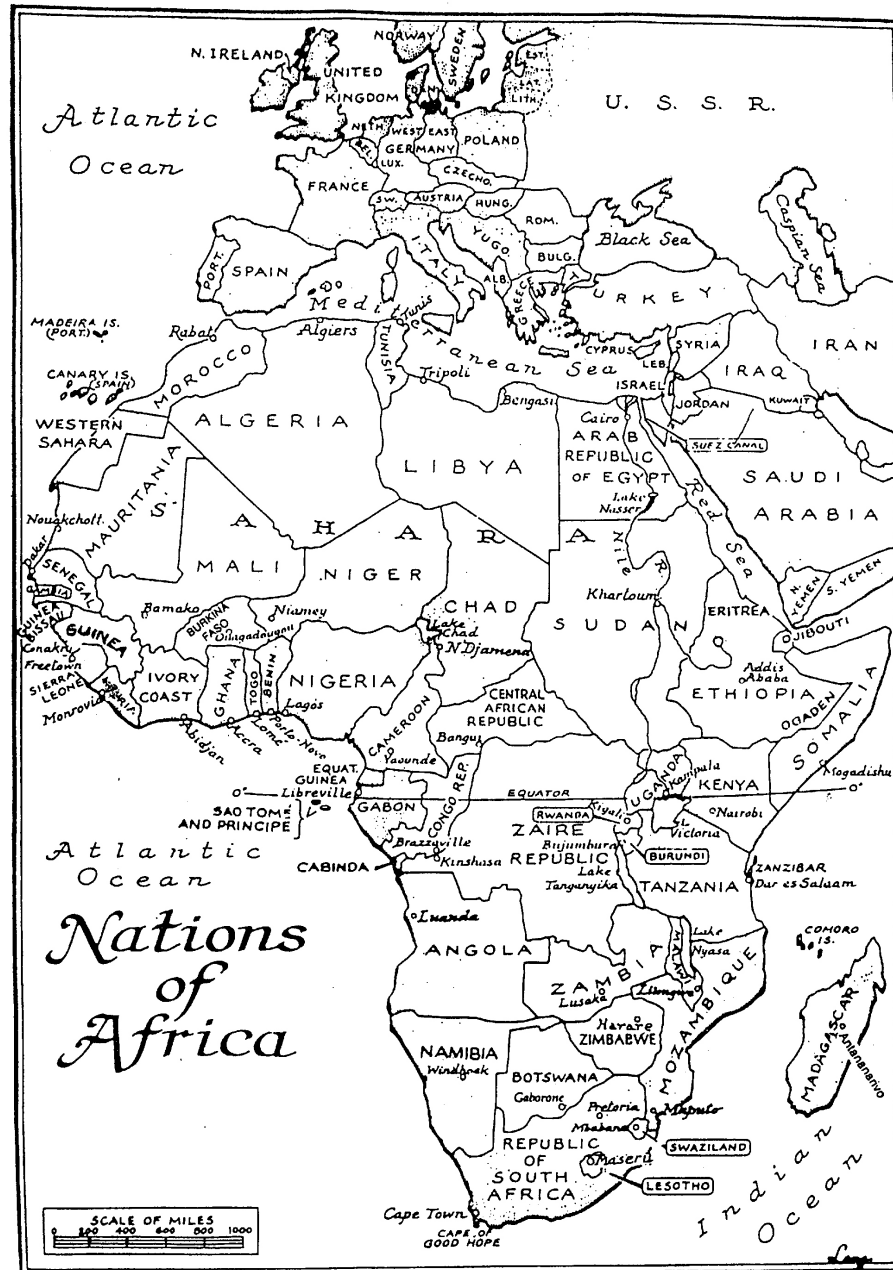 N. IRELAND
NORWAY
SWEDEN
UNITED
KINGDOM
DEN.
EST.
LAT.
LITH.
U. S. S. R.
Atlantic
Ocean
NETH.
BEL.
LUX.
WEST
EAST
GERMANY
POLAND
CZECHO.
FRANCE
SW.
AUSTRIA
HUNG.
ROM.
YUGO.
BULG.
ITALY
ALB.
GREECE
Black Sea
Caspian Sea
PORT.
SPAIN
TURKEY
Mediterranean Sea
MADEIRA IS.
(PORT.)
Rabat
Algiers
Tunis
TUNISIA
Tripoli
CYPRUS
LEB.
SYRIA
IRAQ
IRAN
ISRAEL
JORDAN
KUWAIT
CANARY IS.
(SPAIN)
MOROCCO
WESTERN
SAHARA
ALGERIA
LIBYA
Bengasi
Cairo
ARAB
REPUBLIC
OF EGYPT
SUEZ CANAL
SAUDI
ARABIA
Lake
Nasser
Red Sea
MAURITANIA
S A H A R A
Nouakchott
Dakar
SENEGAL
MALI
NIGER
CHAD
SUDAN
Nile R.
Khartoum
ERITREA
N. YEMEN
S. YEMEN
DJIBOUTI
GUINEA
BISSAU
GUINEA
Bamako
BURKINA
FASO
Niamey
Lake
Chad
N'Djamena
Conakry
Freetown
SIERRA
LEONE
Monrovia
IVORY
COAST
GHANA
TOGO
BENIN
NIGERIA
Lagos
Porto-Novo
Lomé
Accra
Abidjan
CAMEROON
Yaounde
CENTRAL
AFRICAN
REPUBLIC
Bangui
Addis
Ababa
ETHIOPIA
OGADEN
SOMALIA
Mogadishu
EQUAT.
GUINEA
Libreville
0°
EQUATOR
0°
GABON
CONGO REP.
UGANDA
Kampala
KENYA
Nairobi
SAO TOMÉ
AND PRINCIPE
RWANDA
Kigali
L.
Victoria
ZAIRE
REPUBLIC
Bujumbura
BURUNDI
Brazzaville
Kinshasa
CABINDA
Lake
Tanganyika
TANZANIA
ZANZIBAR
Dar es Salaam
Atlantic
Ocean
Nations
of
Africa
Luanda
ANGOLA
ZAMBIA
Lusaka
MALAWI
Lilongwe
Lake
Nyasa
COMORO
IS.
MOZAMBIQUE
MADAGASCAR
Antananarivo
NAMIBIA
Windhoek
Harare
ZIMBABWE
BOTSWANA
Gaborone
Pretoria
Maputo
Mbabane
SWAZILAND
REPUBLIC
OF
SOUTH
AFRICA
Maseru
LESOTHO
Cape Town
CAPE OF
GOOD HOPE
Indian
Ocean
SCALE OF MILES
0 200 400 600 1000